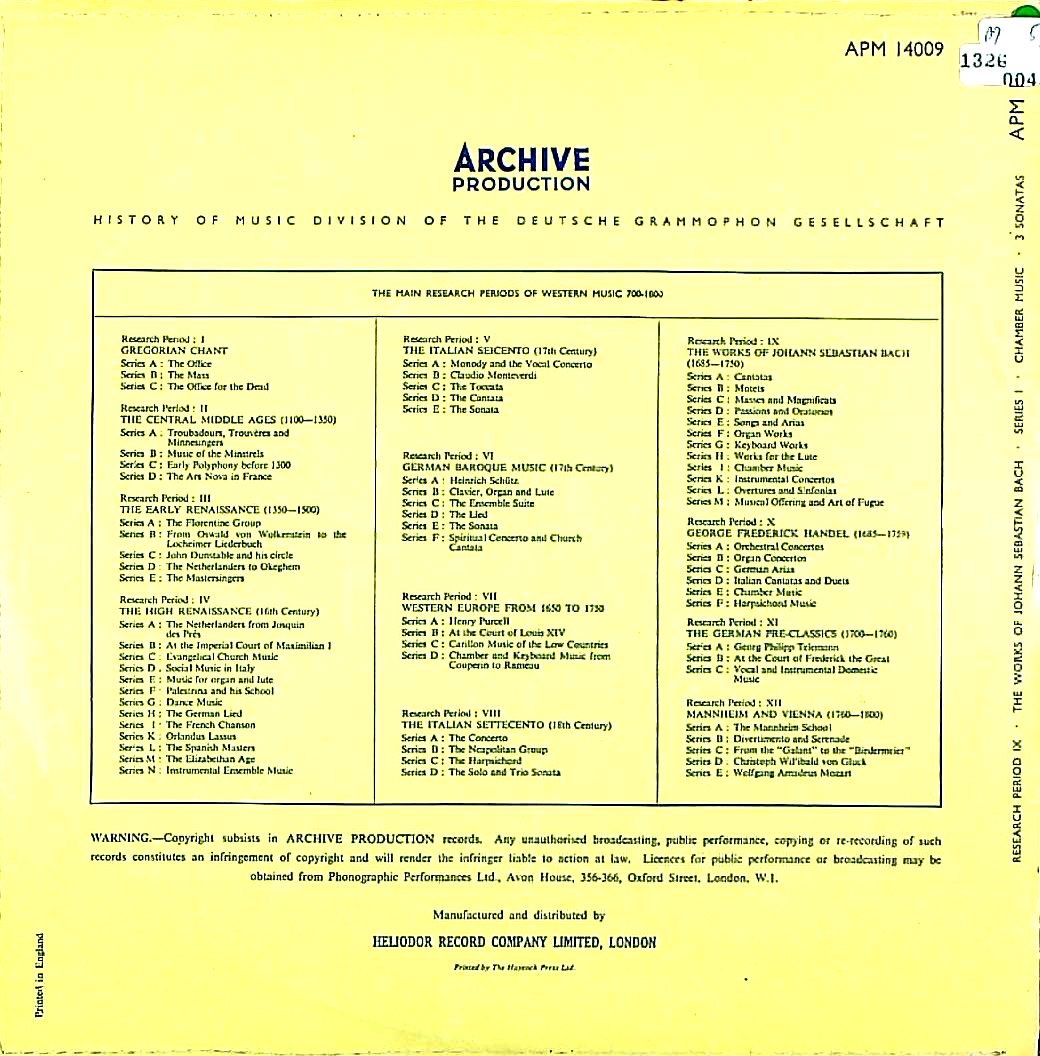 APM 14009
1326
004
ARCHIVE
PRODUCTION
HISTORY OF MUSIC DIVISION OF THE DEUTSCHE GRAMMOPHON GESELLSCHAFT
THE MAIN RESEARCH PERIODS OF WESTERN MUSIC 700-1800
Research Period : I
GREGORIAN CHANT
Series A : The Office
Series B : The Mass
Series C : The Office for the Dead
Research Period : II
THE CENTRAL MIDDLE AGES (1100—1350)
Series A : Troubadours, Trouvères and
Minnesingers
Series B : Music of the Minstrels
Series C : Early Polyphony before 1300
Series D : The Ars Nova in France
Research Period : III
THE EARLY RENAISSANCE (1350—1500)
Series A : The Florentine Group
Series B : From Oswald von Wolkenstein to the
Locheimer Liederbuch
Series C : John Dunstable and his circle
Series D : The Netherlanders to Okeghem
Series E : The Mastersingers
Research Period : IV
THE HIGH RENAISSANCE (16th Century)
Series A : The Netherlanders from Josquin
des Prés
Series B : At the Imperial Court of Maximilian I
Series C : Evangelical Church Music
Series D : Social Music in Italy
Series E : Music for organ and lute
Series F : Palestrina and his School
Series G : Dance Music
Series H : The German Lied
Series I : The French Chanson
Series K : Orlandus Lassus
Series L : The Spanish Masters
Series M : The Elizabethan Age
Series N : Instrumental Ensemble Music
Research Period : V
THE ITALIAN SEICENTO (17th Century)
Series A : Monody and the Vocal Concerto
Series B : Claudio Monteverdi
Series C : The Toccata
Series D : The Cantata
Series E : The Sonata
Research Period : VI
GERMAN BAROQUE MUSIC (17th Century)
Series A : Heinrich Schütz
Series B : Clavier, Organ and Lute
Series C : The Ensemble Suite
Series D : The Lied
Series E : The Sonata
Series F : Spiritual Concerto and Church
Cantata
Research Period : VII
WESTERN EUROPE FROM 1650 TO 1750
Series A : Henry Purcell
Series B : At the Court of Louis XIV
Series C : Carillon Music of the Low Countries
Series D : Chamber and Keyboard Music from
Couperin to Rameau
Research Period : VIII
THE ITALIAN SETTECENTO (18th Century)
Series A : The Concerto
Series B : The Neapolitan Group
Series C : The Harpsichord
Series D : The Solo and Trio Sonata
Research Period : IX
THE WORKS OF JOHANN SEBASTIAN BACH
(1685—1750)
Series A : Cantatas
Series B : Motets
Series C : Masses and Magnificats
Series D : Passions and Oratorios
Series E : Songs and Arias
Series F : Organ Works
Series G : Keyboard Works
Series H : Works for the Lute
Series I : Chamber Music
Series K : Instrumental Concertos
Series L : Overtures and Sinfonias
Series M : Musical Offering and Art of Fugue
Research Period : X
GEORGE FREDERICK HANDEL (1685—1759)
Series A : Orchestral Concertos
Series B : Organ Concertos
Series C : German Arias
Series D : Italian Cantatas and Duets
Series E : Chamber Music
Series F : Harpsichord Music
Research Period : XI
THE GERMAN PRE-CLASSICS (1700—1760)
Series A : Georg Philipp Telemann
Series B : At the Court of Frederick the Great
Series C : Vocal and Instrumental Domestic
Music
Research Period : XII
MANNHEIM AND VIENNA (1760—1800)
Series A : The Mannheim School
Series B : Divertimento and Serenade
Series C : From the "Galant" to the "Biedermeier"
Series D : Christoph Willibald von Gluck
Series E : Wolfgang Amadeus Mozart
WARNING.—Copyright subsists in ARCHIVE PRODUCTION records. Any unauthorised broadcasting, public performance, copying or re-recording of such
records constitutes an infringement of copyright and will render the infringer liable to action at law. Licences for public performance or broadcasting may be
obtained from Phonographic Performances Ltd., Avon House, 356-366, Oxford Street, London, W.1.
Manufactured and distributed by
HELIODOR RECORD COMPANY LIMITED, LONDON
Printed by The Haycock Press Ltd.
Printed in England
RESEARCH PERIOD IX · THE WORKS OF JOHANN SEBASTIAN BACH · SERIES I · CHAMBER MUSIC · 3 SONATAS APM